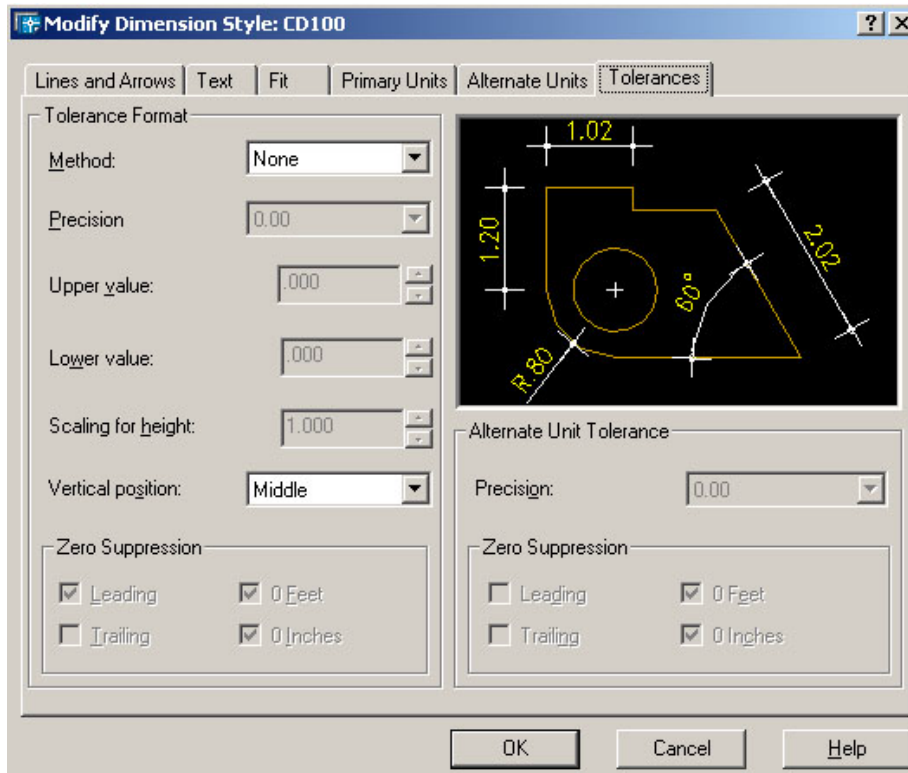 Modify Dimension Style: CD100
Lines and Arrows Text Fit Primary Units Alternate Units Tolerances
Tolerance Format
Method: None
Precision 0.00
Upper value: .000
Lower value: .000
Scaling for height: 1.000
Vertical position: Middle
Zero Suppression
Leading 0 Feet
Trailing 0 Inches
1.02
1.20
2.02
60°
R.80
Alternate Unit Tolerance
Precision: 0.00
Zero Suppression
Leading 0 Feet
Trailing 0 Inches
OK Cancel Help